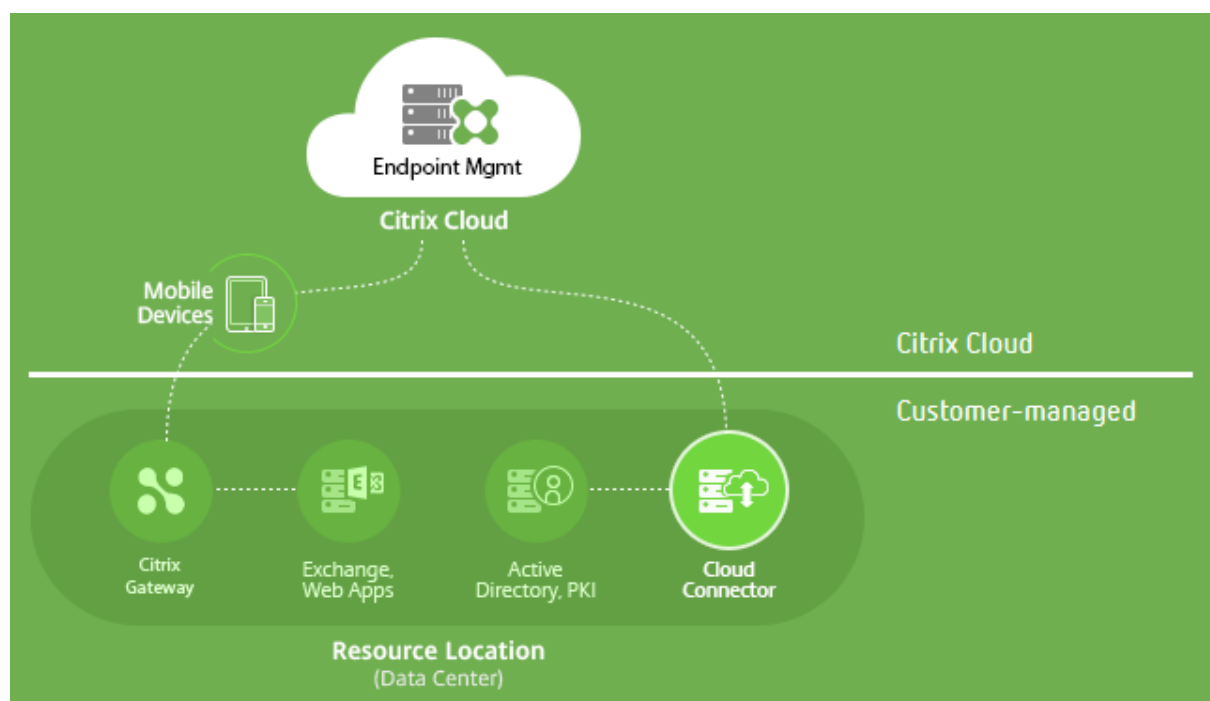 Endpoint Mgmt
Citrix Cloud
Mobile
Devices
Citrix Cloud
Customer-managed
E
Citrix
Gateway
Exchange,
Web Apps
Active
Directory, PKI
Cloud
Connector
Resource Location
(Data Center)